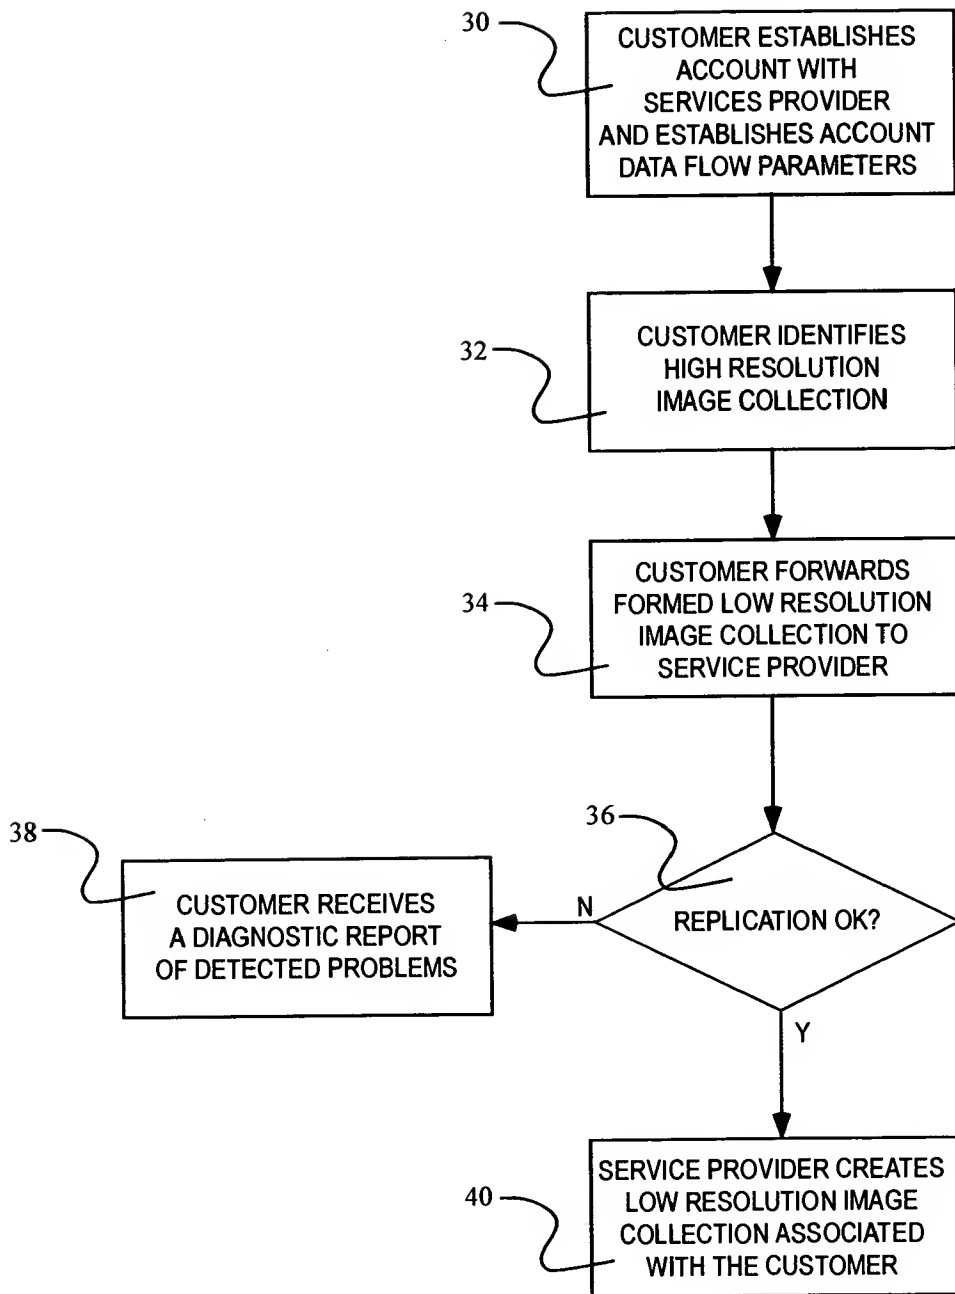 30
CUSTOMER ESTABLISHES
ACCOUNT WITH
SERVICES PROVIDER
AND ESTABLISHES ACCOUNT
DATA FLOW PARAMETERS
32
CUSTOMER IDENTIFIES
HIGH RESOLUTION
IMAGE COLLECTION
34
CUSTOMER FORWARDS
FORMED LOW RESOLUTION
IMAGE COLLECTION TO
SERVICE PROVIDER
36
REPLICATION OK?
N
Y
38
CUSTOMER RECEIVES
A DIAGNOSTIC REPORT
OF DETECTED PROBLEMS
40
SERVICE PROVIDER CREATES
LOW RESOLUTION IMAGE
COLLECTION ASSOCIATED
WITH THE CUSTOMER